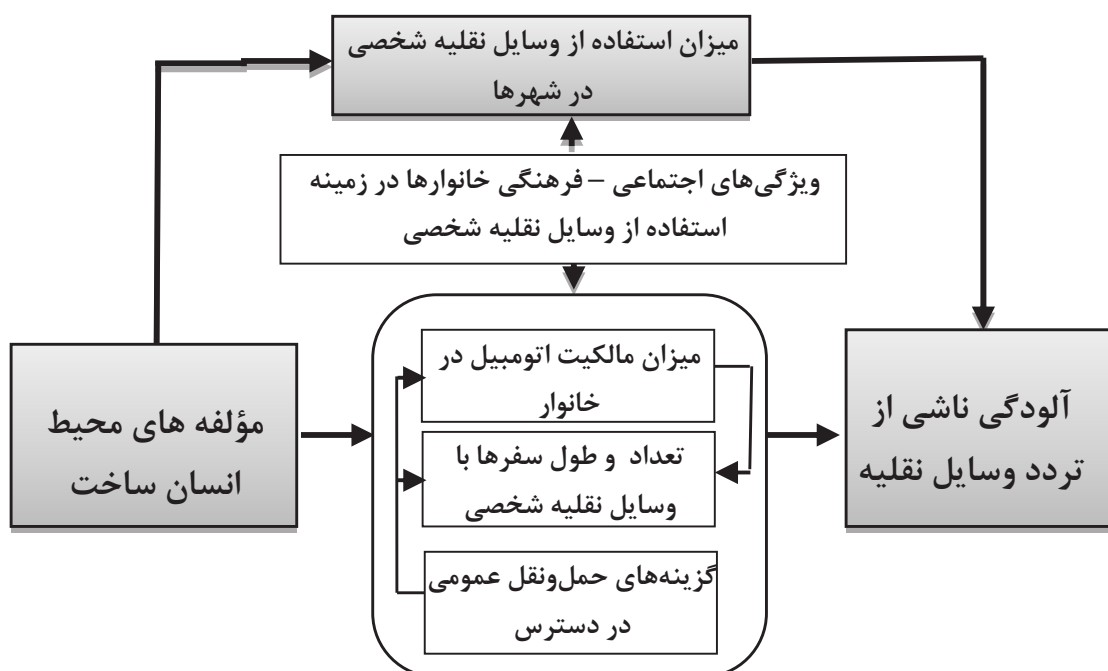 میزان استفاده از وسایل نقلیه شخصی
در شهرها
ویژگی‌های اجتماعی – فرهنگی خانوارها در زمینه
استفاده از وسایل نقلیه شخصی
مؤلفه های محیط
انسان ساخت
میزان مالکیت اتومبیل در
خانوار
تعداد و طول سفرها با
وسایل نقلیه شخصی
گزینه‌های حمل‌ونقل عمومی
در دسترس
آلودگی ناشی از
تردد وسایل نقلیه